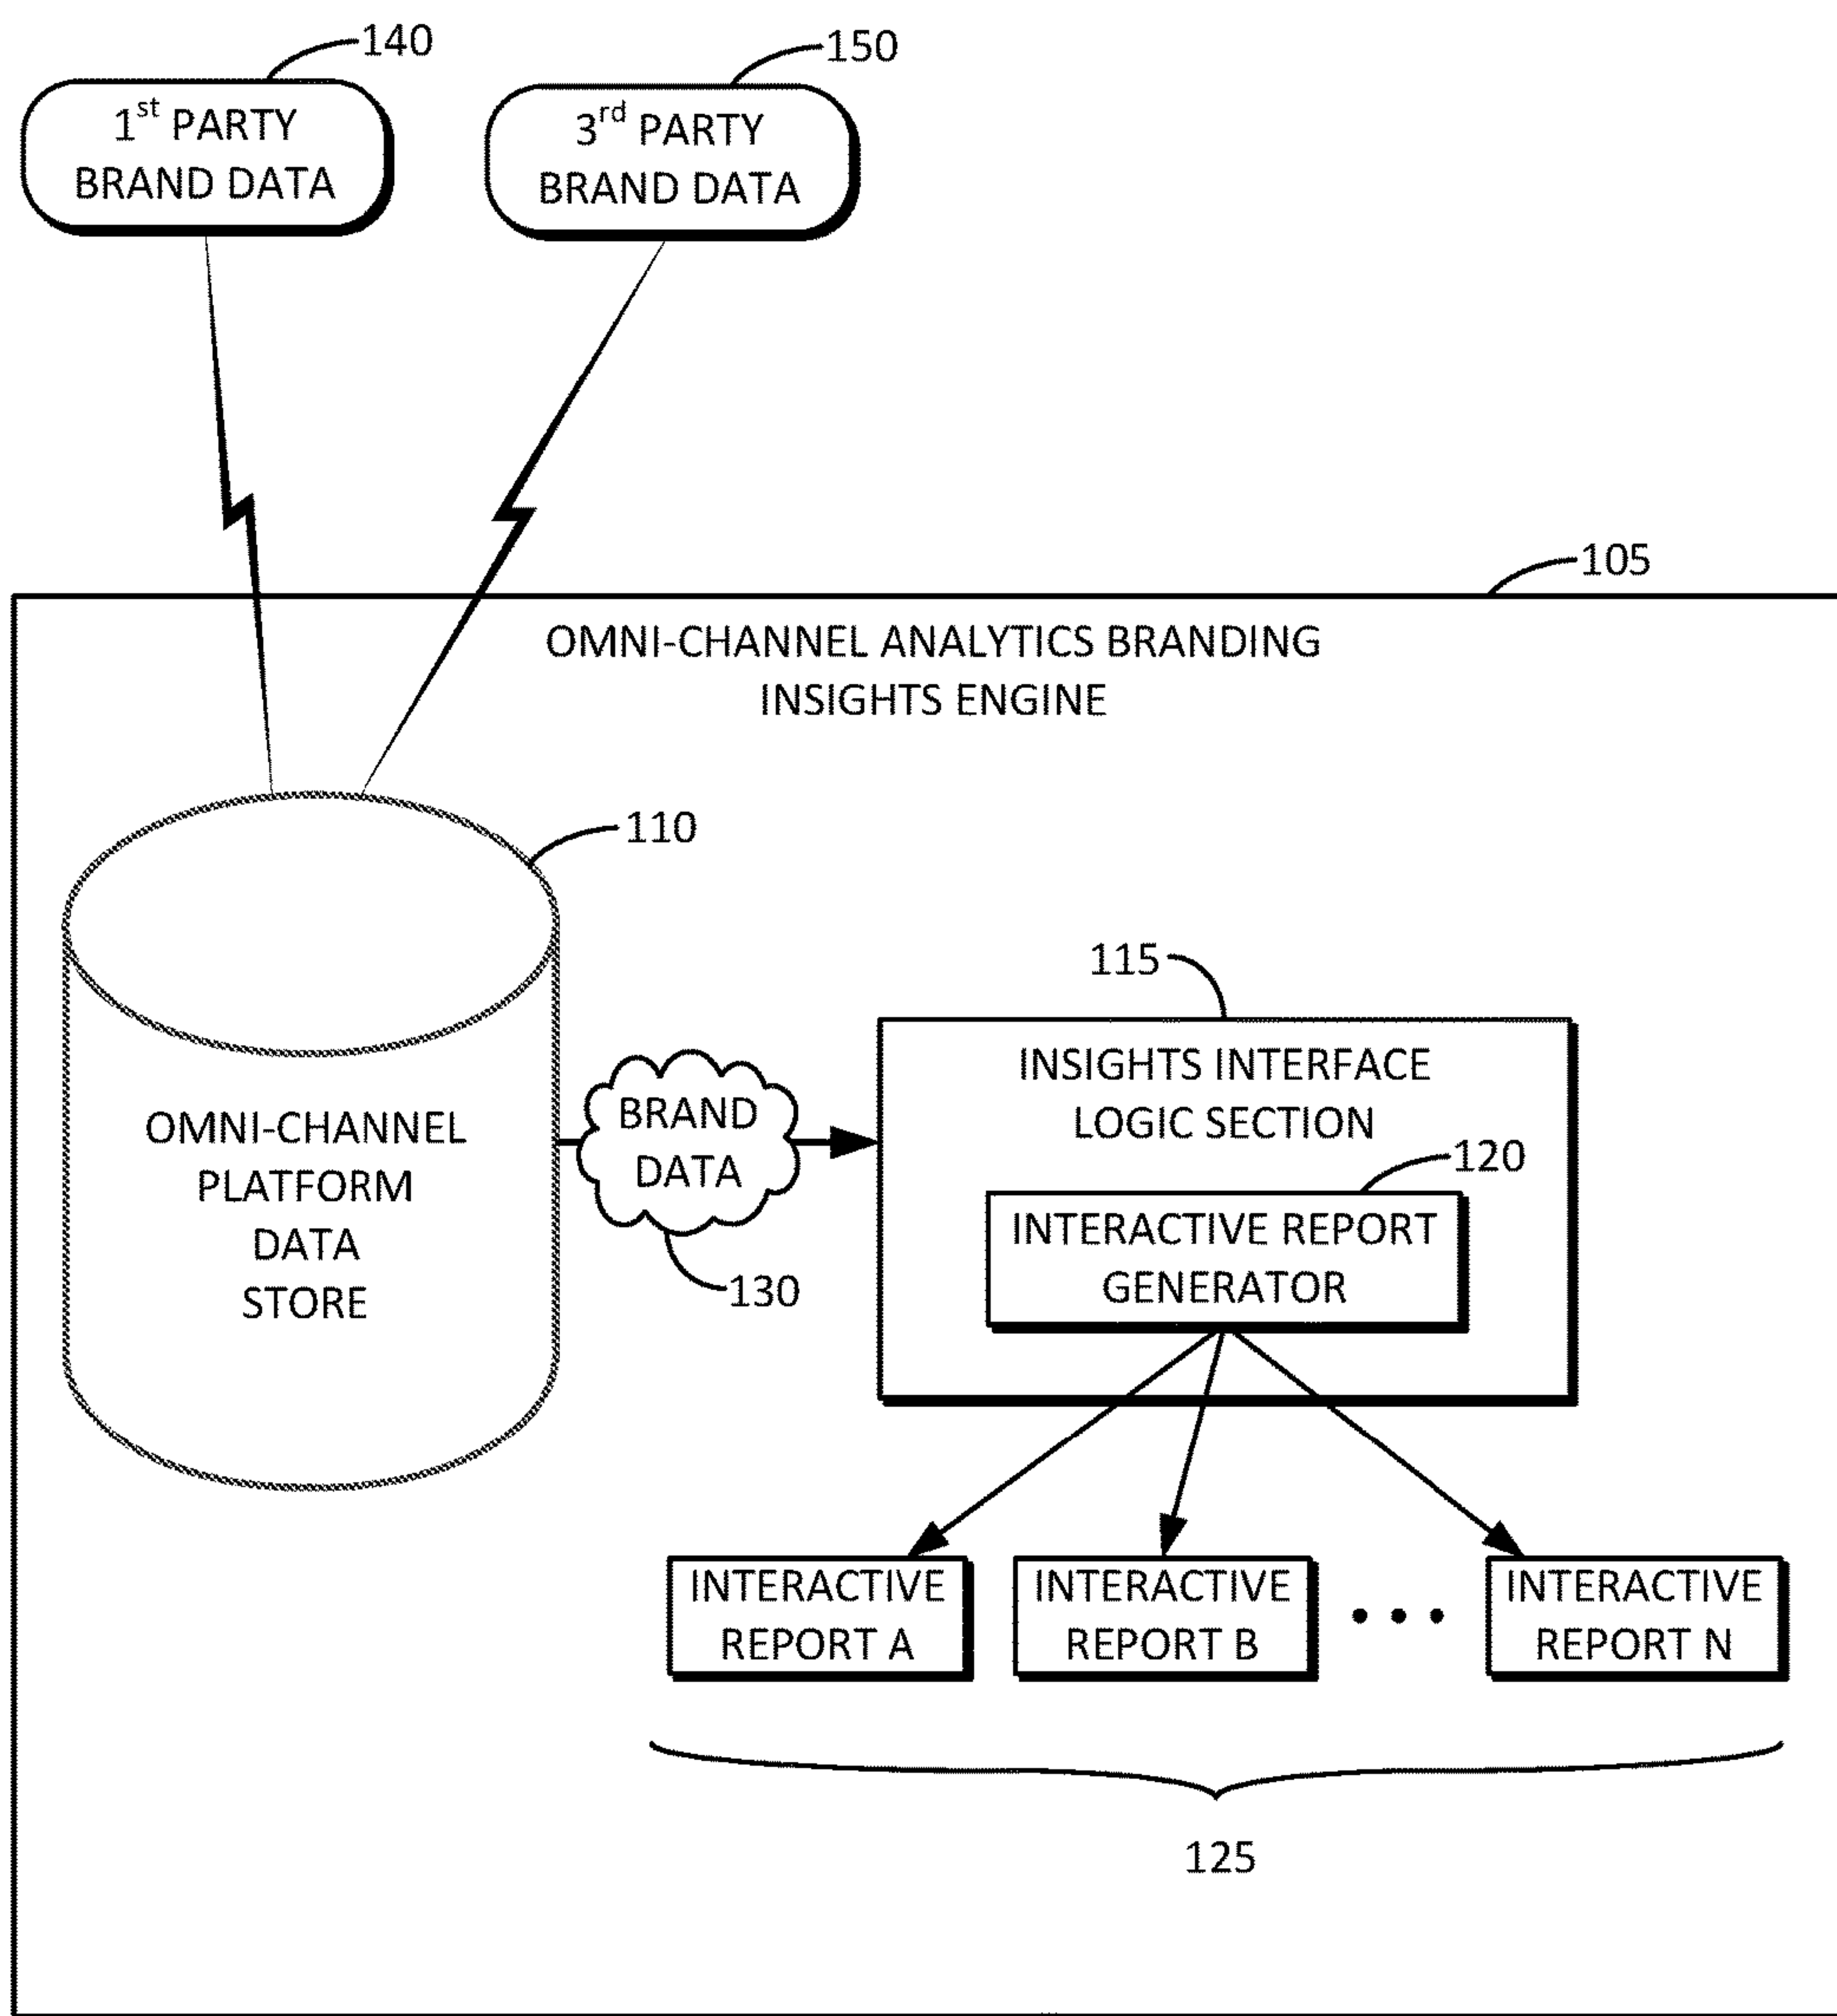 140
150
1st PARTY
BRAND DATA
3rd PARTY
BRAND DATA
105
OMNI-CHANNEL ANALYTICS BRANDING
INSIGHTS ENGINE
110
OMNI-CHANNEL
PLATFORM
DATA
STORE
BRAND
DATA
130
115
INSIGHTS INTERFACE
LOGIC SECTION
120
INTERACTIVE REPORT
GENERATOR
INTERACTIVE
REPORT A
INTERACTIVE
REPORT B
• • •
INTERACTIVE
REPORT N
125